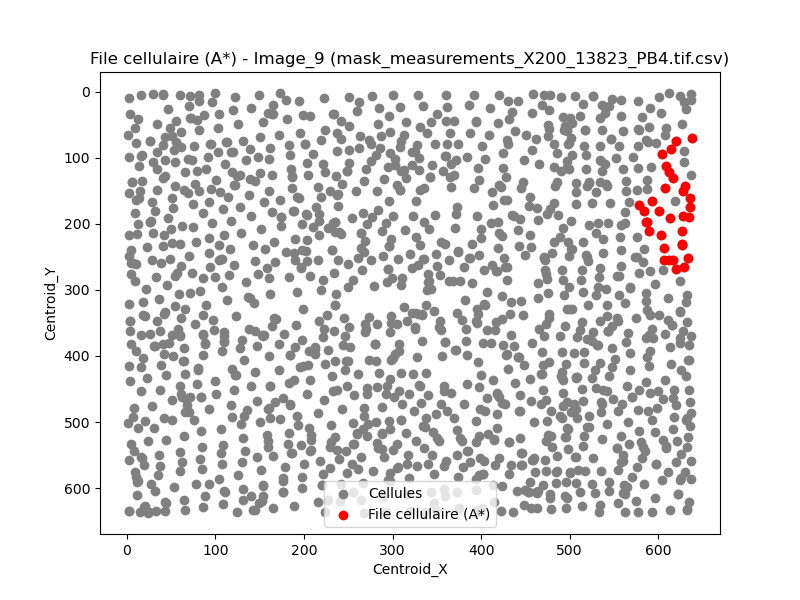 File cellulaire (A*) - Image_9 (mask_measurements_X200_13823_PB4.tif.csv)
0
100
200
300
400
500
600
Centroid_Y
Cellules
File cellulaire (A*)
0 100 200 300 400 500 600
Centroid_X